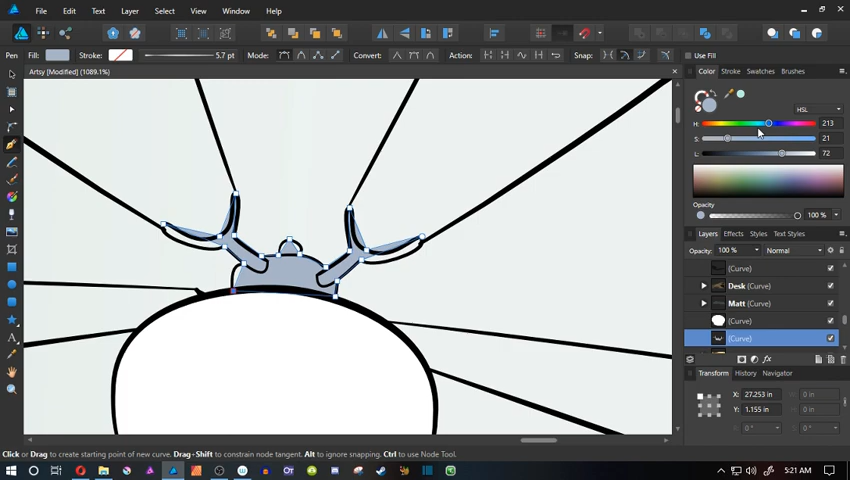 File Edit Text Layer Select View Window Help
Pen Fill: Stroke: 5.7 pt Mode: Convert: Action: Snap: Use Fill
Artsy [Modified] (1089.1%)
Color Stroke Swatches Brushes
HSL
H: 213
S: 21
L: 72
Opacity
100 %
Layers Effects Styles Text Styles
Opacity: 100 % Normal
(Curve)
Desk (Curve)
Matt (Curve)
(Curve)
(Curve)
Transform History Navigator
X: 27.253 in W: 0 in
Y: 1.155 in H: 0 in
0 ° 0 °
Click or Drag to create starting point of new curve. Drag+Shift to constrain node tangent. Alt to ignore snapping. Ctrl to use Node Tool.
5:21 AM